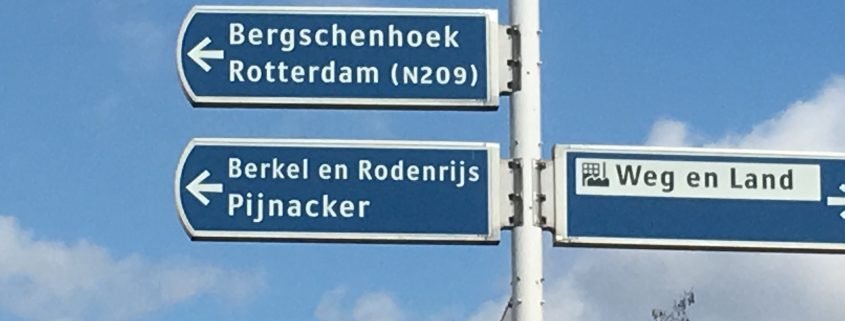 Bergschenhoek
Rotterdam (N209)
Berkel en Rodenrijs
Pijnacker
Weg en Land